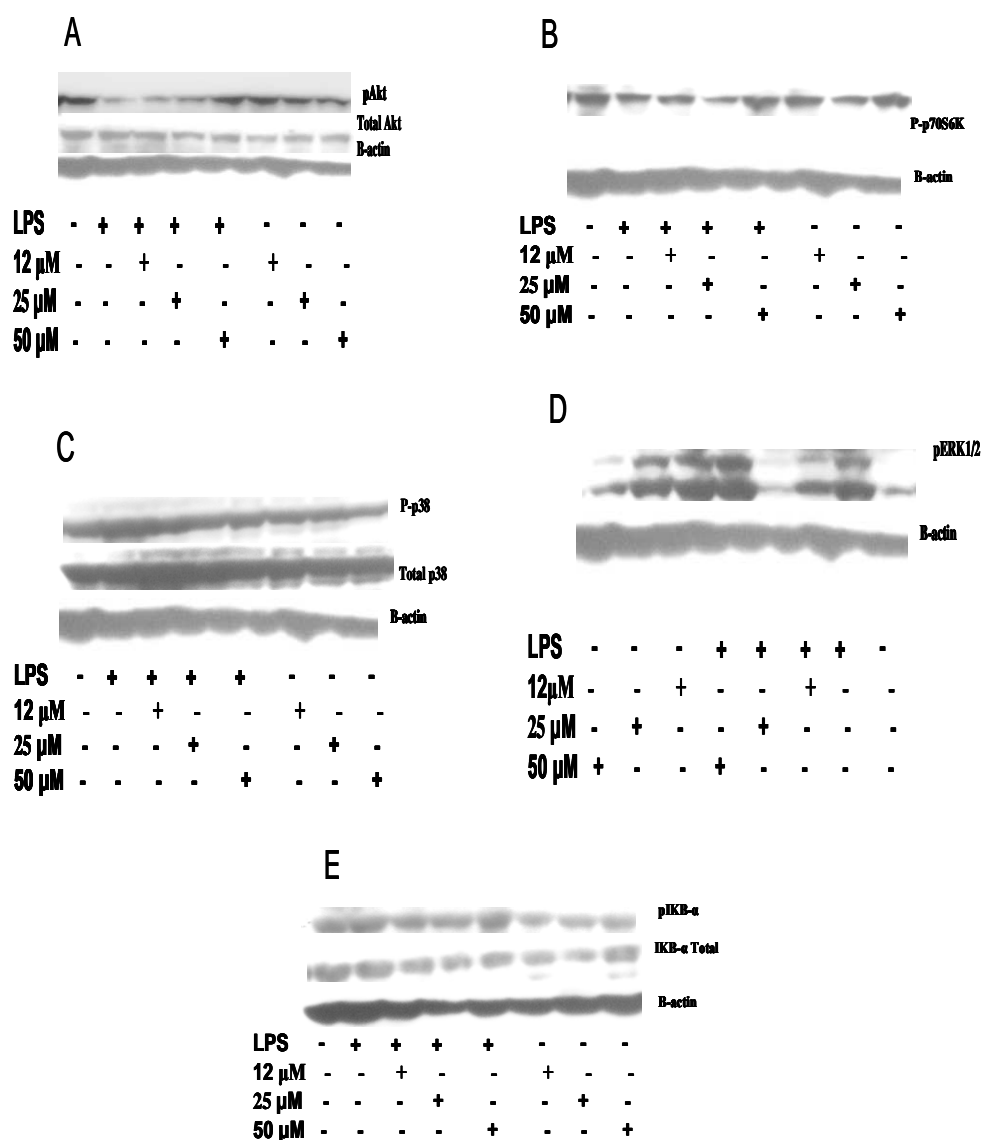 A
pAkt
Total Akt
B-actin
LPS - + + + + - - -
12 µM - - + - - + - -
25 µM - - - + - - + -
50 µM - - - - + - - +
B
P-p70S6K
B-actin
LPS - + + + + - - -
12 µM - - + - - + - -
25 µM - - - + - - + -
50 µM - - - - + - - +
C
P-p38
Total p38
B-actin
LPS - + + + + - - -
12 µM - - + - - + - -
25 µM - - - + - - + -
50 µM - - - - + - - +
D
pERK1/2
B-actin
LPS - - - + + + + -
12µM - - + - - + - -
25 µM - + - - + - - -
50 µM + - - + - - - -
E
pIKB-α
IKB-α Total
B-actin
LPS - + + + + - - -
12 µM - - + - - + - -
25 µM - - - + - - + -
50 µM - - - - + - - +